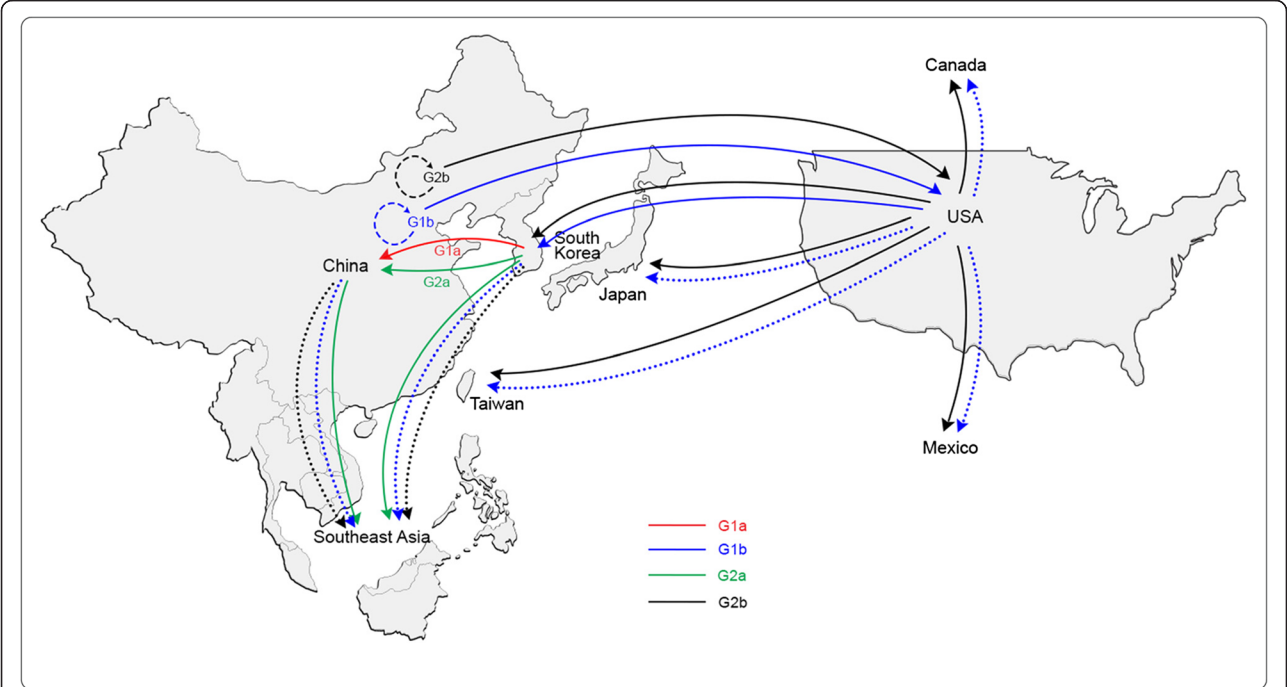 Canada
G2b
G1b
USA
South
Korea
G1a
China
G2a
Japan
Taiwan
Mexico
Southeast Asia
G1a
G1b
G2a
G2b